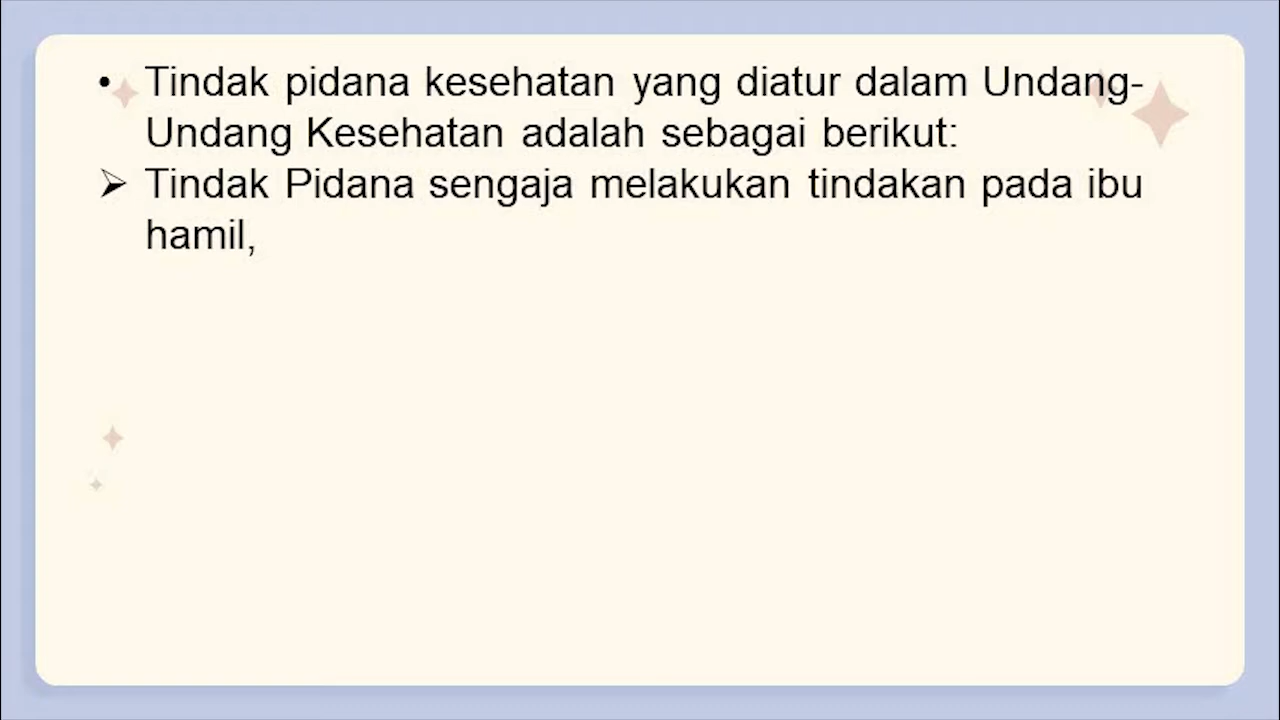 • Tindak pidana kesehatan yang diatur dalam Undang-
Undang Kesehatan adalah sebagai berikut:
➢ Tindak Pidana sengaja melakukan tindakan pada ibu
hamil,